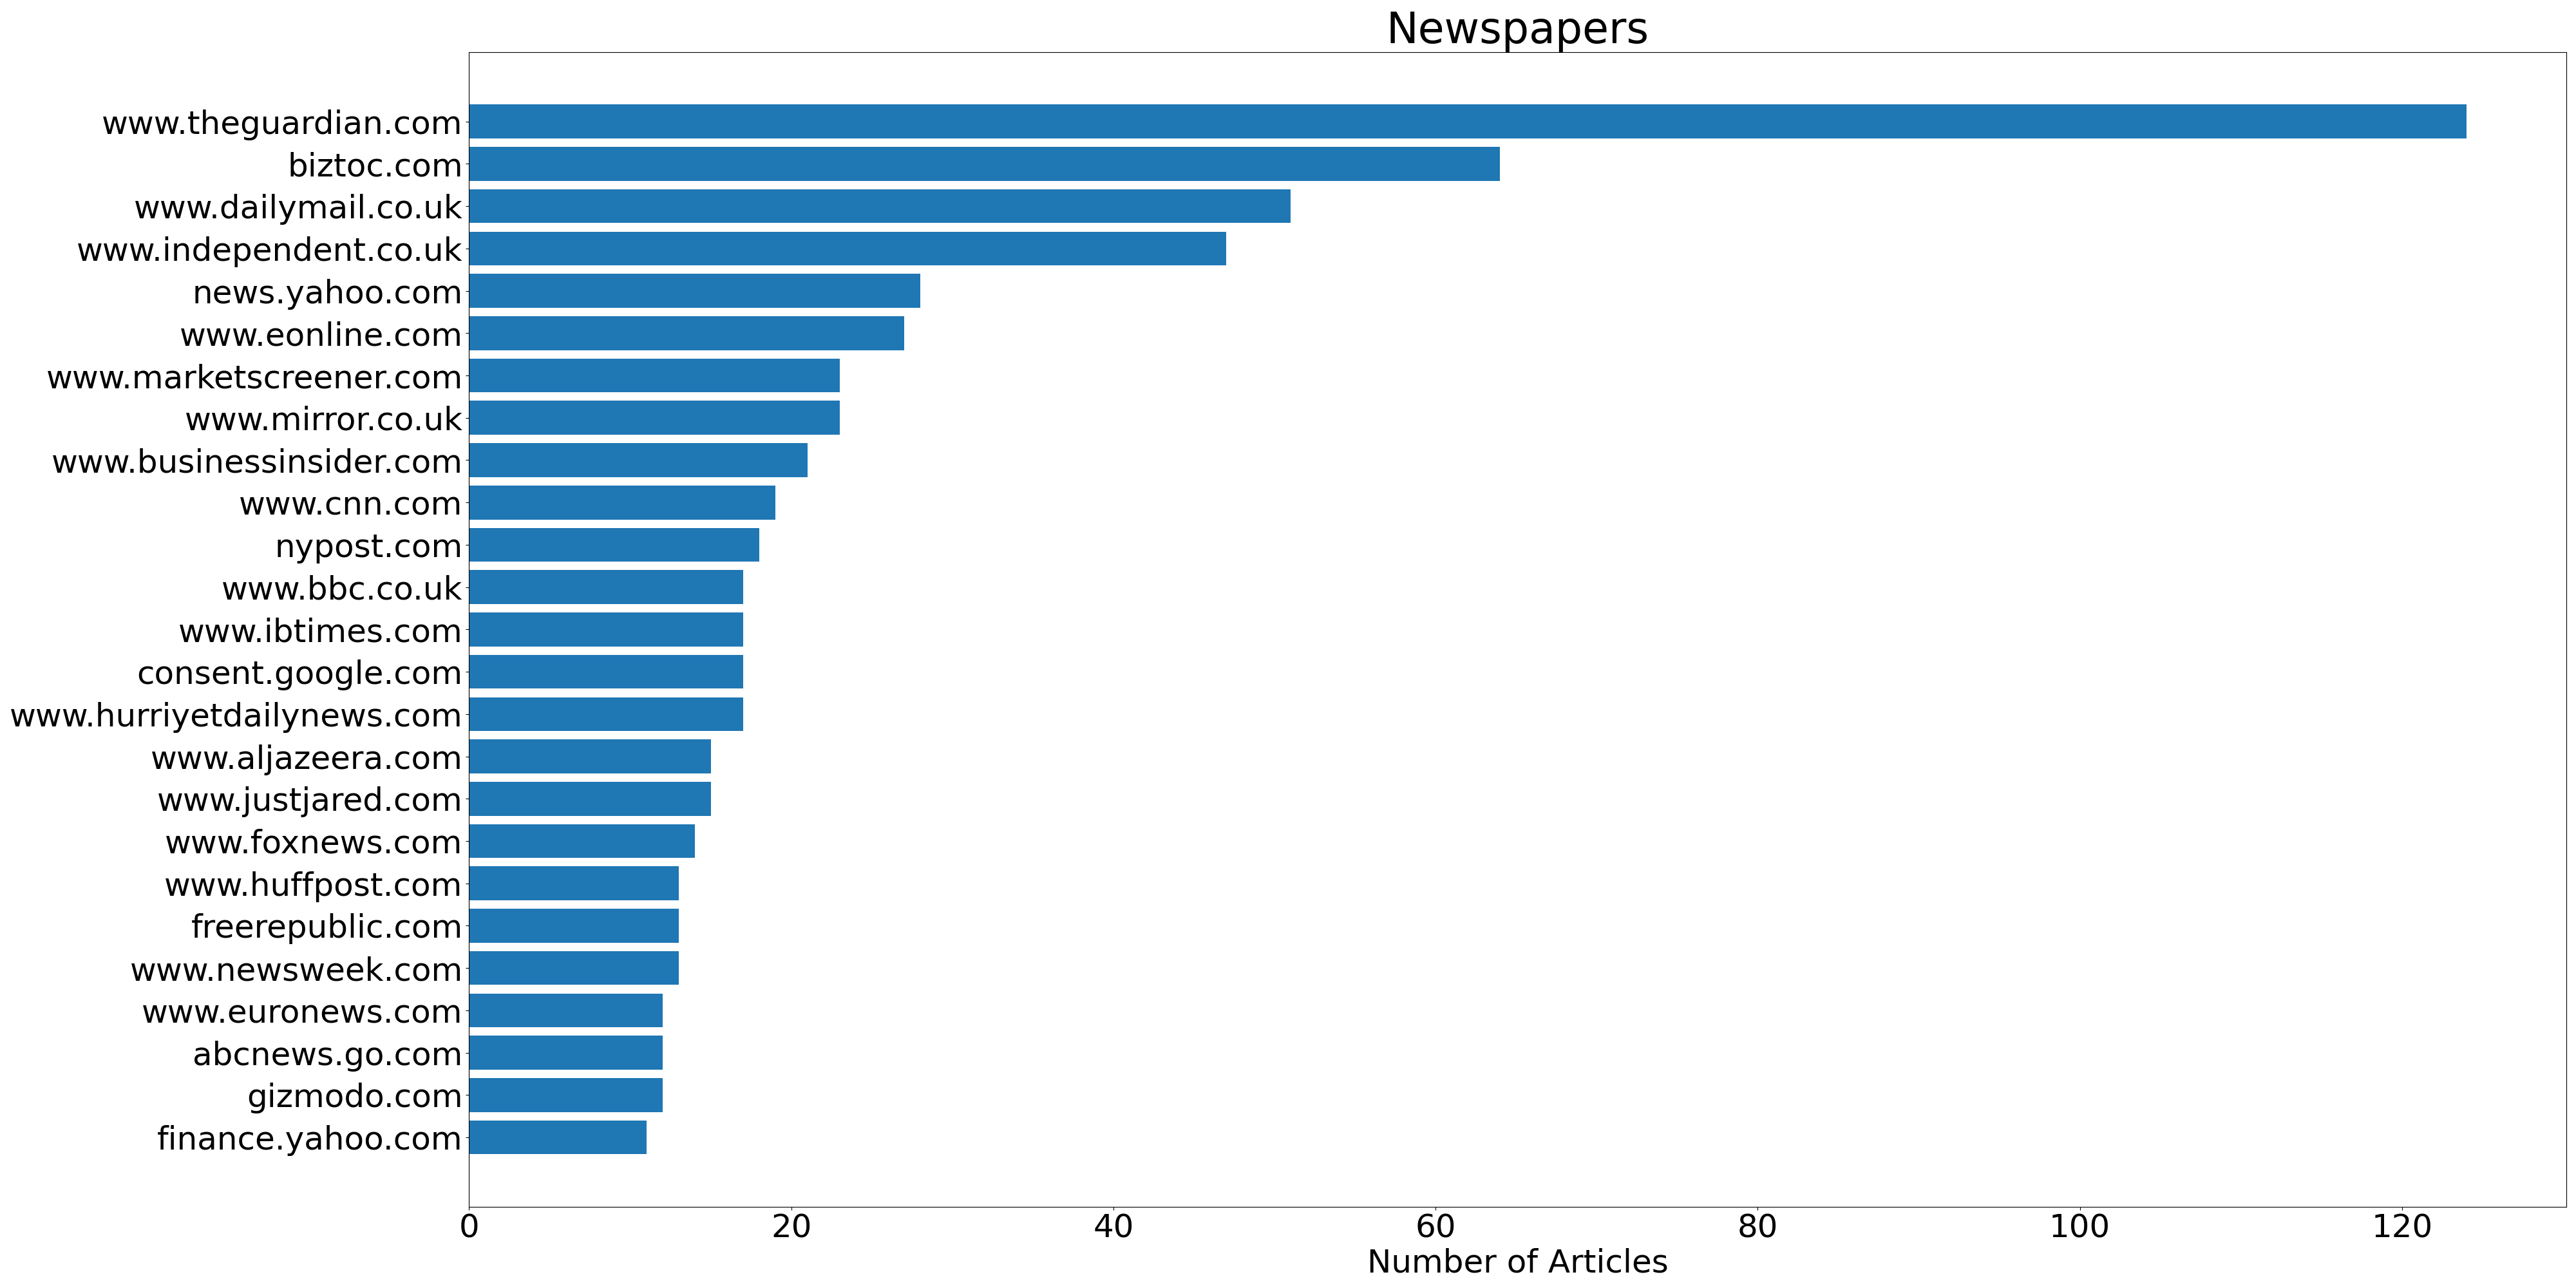 Newspapers
www.theguardian.com
biztoc.com
www.dailymail.co.uk
www.independent.co.uk
news.yahoo.com
www.eonline.com
www.marketscreener.com
www.mirror.co.uk
www.businessinsider.com
www.cnn.com
nypost.com
www.bbc.co.uk
www.ibtimes.com
consent.google.com
www.hurriyetdailynews.com
www.aljazeera.com
www.justjared.com
www.foxnews.com
www.huffpost.com
freerepublic.com
www.newsweek.com
www.euronews.com
abcnews.go.com
gizmodo.com
finance.yahoo.com
0 20 40 60 80 100 120
Number of Articles